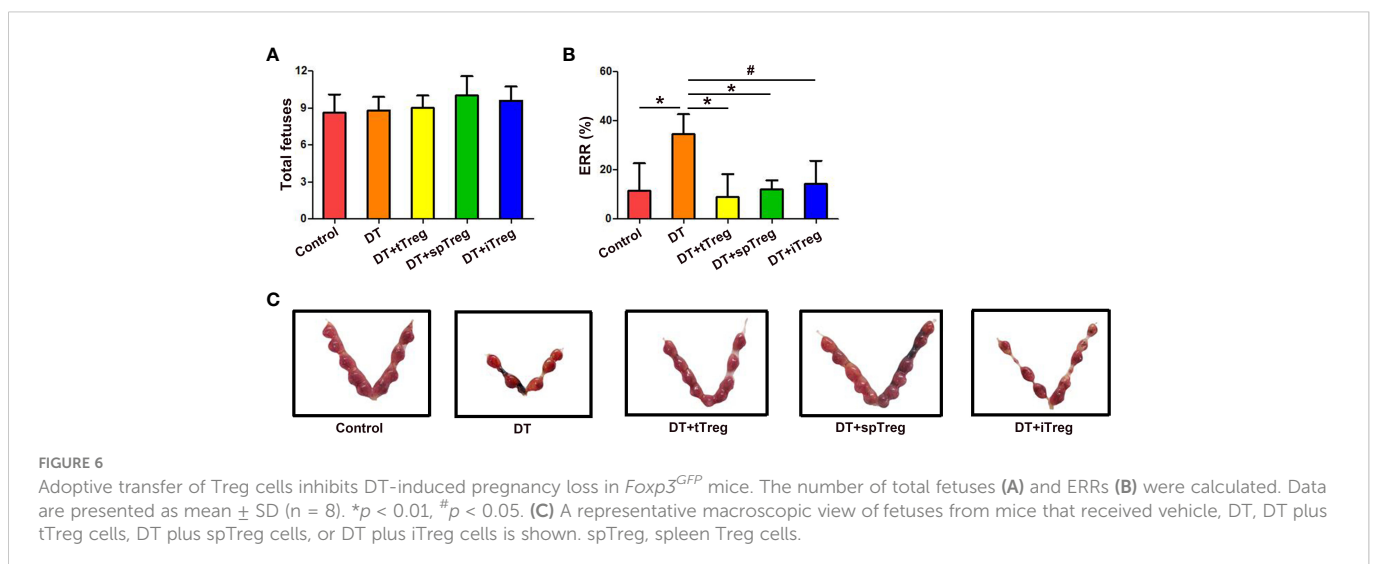 A
B
12
9
6
3
0
Total fetuses
Control
DT
DT+tTreg
DT+spTreg
DT+iTreg
60
40
20
0
ERR (%)
*
*
*
#
Control
DT
DT+tTreg
DT+spTreg
DT+iTreg
C
Control
DT
DT+tTreg
DT+spTreg
DT+iTreg
FIGURE 6
Adoptive transfer of Treg cells inhibits DT-induced pregnancy loss in Foxp3^GFP mice. The number of total fetuses (A) and ERRs (B) were calculated. Data
are presented as mean ± SD (n = 8). *p < 0.01, #p < 0.05. (C) A representative macroscopic view of fetuses from mice that received vehicle, DT, DT plus
tTreg cells, DT plus spTreg cells, or DT plus iTreg cells is shown. spTreg, spleen Treg cells.